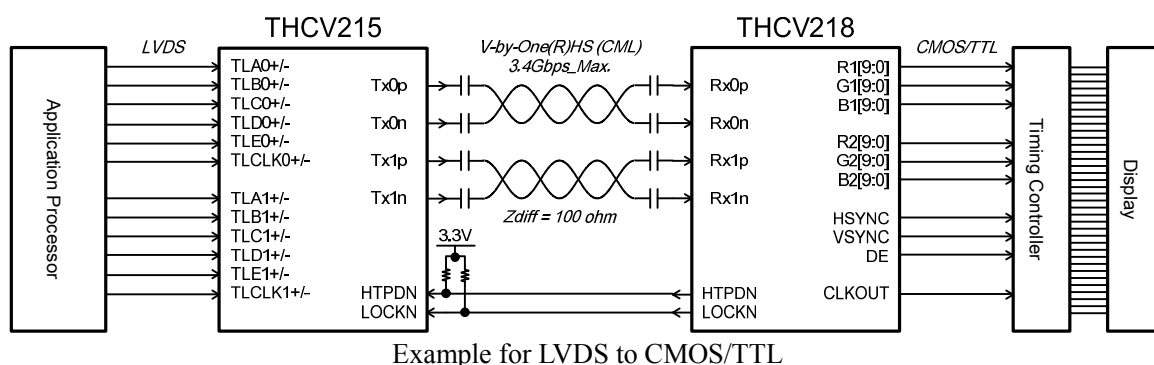 THCV215
THCV218
LVDS
V-by-One(R)HS (CML)
3.4Gbps_Max.
CMOS/TTL
Application Processor
TLA0+/-
TLB0+/-
TLC0+/-
TLD0+/-
TLE0+/-
TLCLK0+/-
TLA1+/-
TLB1+/-
TLC1+/-
TLD1+/-
TLE1+/-
TLCLK1+/-
Tx0p
Tx0n
Tx1p
Tx1n
HTPDN
LOCKN
Zdiff = 100 ohm
3.3V
Rx0p
Rx0n
Rx1p
Rx1n
HTPDN
LOCKN
R1[9:0]
G1[9:0]
B1[9:0]
R2[9:0]
G2[9:0]
B2[9:0]
HSYNC
VSYNC
DE
CLKOUT
Timing Controller
Display
Example for LVDS to CMOS/TTL